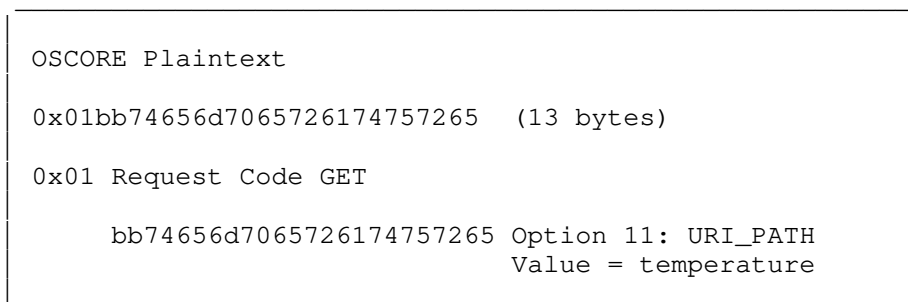 OSCORE Plaintext
0x01bb74656d7065726174757265 (13 bytes)
0x01 Request Code GET
bb74656d7065726174757265 Option 11: URI_PATH
Value = temperature